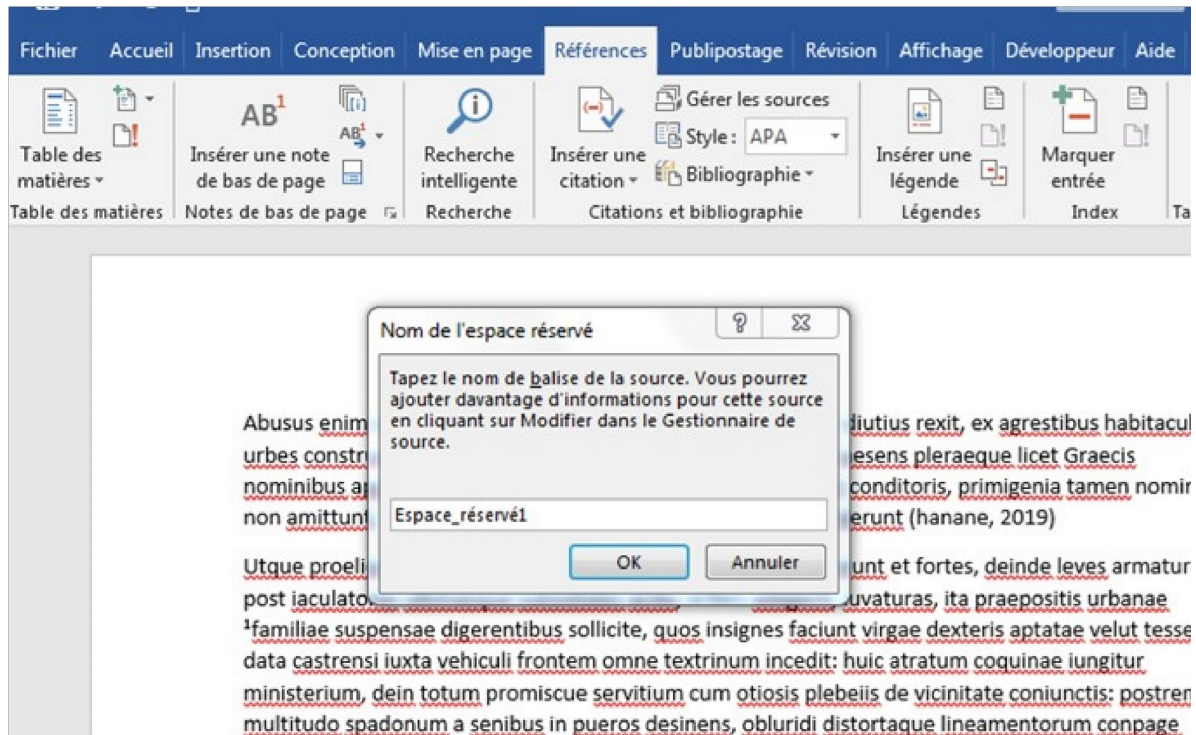 Fichier Accueil Insertion Conception Mise en page Références Publipostage Révision Affichage Développeur Aide
Table des matières
AB1
Insérer une note de bas de page
[i]
AB1
Recherche intelligente
(-)
Insérer une citation
Gérer les sources
Style : APA
Bibliographie
Insérer une légende
Marquer entrée
Table des matières Notes de bas de page Recherche Citations et bibliographie Légendes Index Ta
Nom de l'espace réservé
Tapez le nom de balise de la source. Vous pourrez
ajouter davantage d'informations pour cette source
en cliquant sur Modifier dans le Gestionnaire de
source.
Espace_réservé1
OK Annuler
Abusus enim diutius rexit, ex agrestibus habitacul
urbes constr esens pleraeque licet Graecis
nominibus a conditoris, primigenia tamen nomin
non amittunt erunt (hanane, 2019)
Utque proeli unt et fortes, deinde leves armatur
post iaculato uvaturas, ita praepositis urbanae
1familiae suspensae digerentibus sollicite, quos insignes faciunt virgae dexteris aptatae velut tesse
data castrensi iuxta vehiculi frontem omne textrinum incedit: huic atratum coquinae iungitur
ministerium, dein totum promiscue servitium cum otiosis plebeiis de vicinitate coniunctis: postrem
multitudo spadonum a senibus in pueros desinens, obluridi distortaque lineamentorum conpage